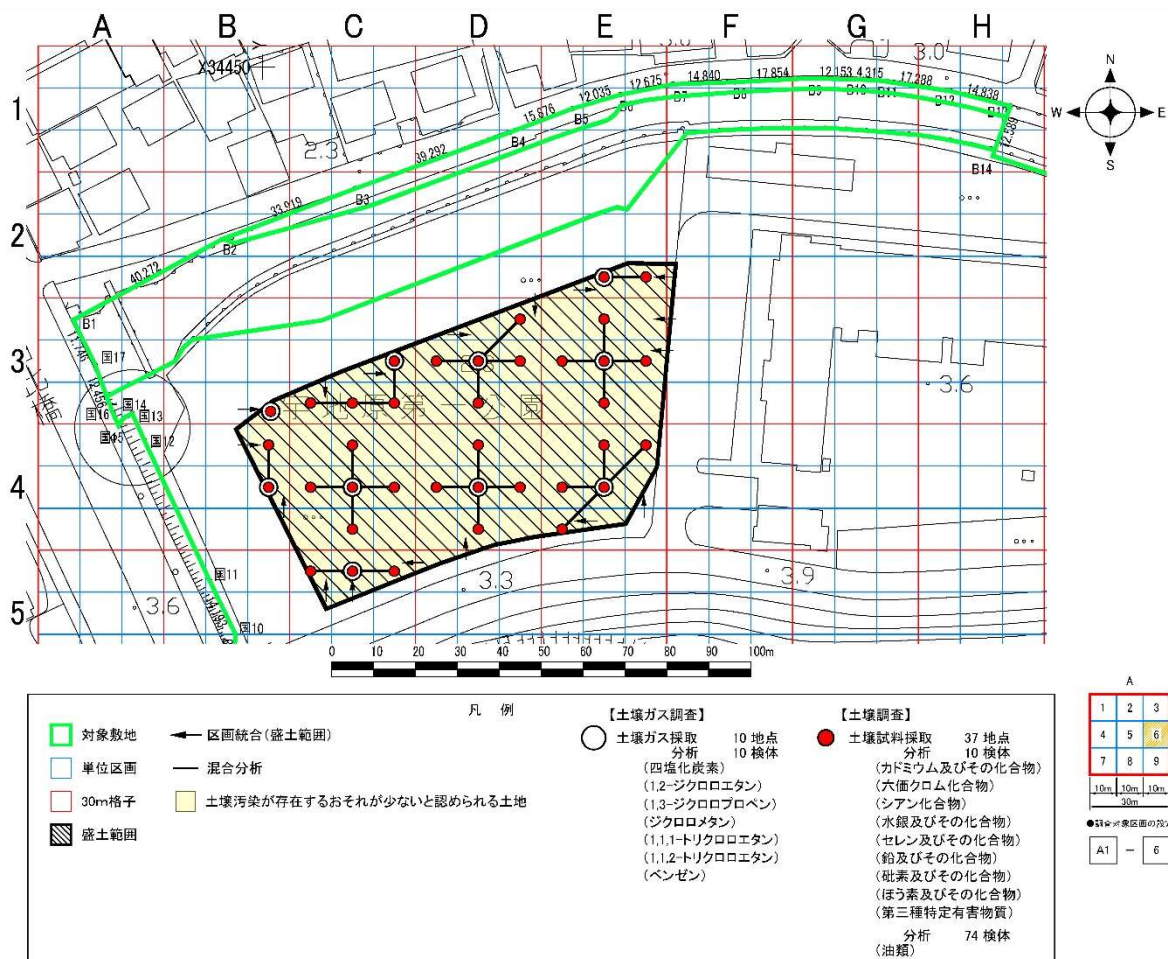 A B C D E F G H
1
2
3
4
5
X34450
2.3
3.0
3.6
3.6
3.3
3.9
B1
B2
B3
B4
B5
B6
B7
B8
B9
B10
B11
B12
B13
B14
40.272
33.919
39.292
15.876
12.035
12.675
14.840
17.854
12.153
4.315
17.288
14.838
12.589
11.746
12.456
14.193
国17
国14
国16
国13
国12
国11
国10
第一公園
N
W
E
S
0 10 20 30 40 50 60 70 80 90 100m
凡 例
対象敷地
単位区画
30m格子
盛土範囲
区画統合(盛土範囲)
混合分析
土壌汚染が存在するおそれが少ないと認められる土地
【土壌ガス調査】
土壌ガス採取 10 地点
分析 10 検体
(四塩化炭素)
(1,2-ジクロロエタン)
(1,3-ジクロロプロペン)
(ジクロロメタン)
(1,1,1-トリクロロエタン)
(1,1,2-トリクロロエタン)
(ベンゼン)
【土壌調査】
土壌試料採取 37 地点
分析 10 検体
(カドミウム及びその化合物)
(六価クロム化合物)
(シアン化合物)
(水銀及びその化合物)
(セレン及びその化合物)
(鉛及びその化合物)
(砒素及びその化合物)
(ほう素及びその化合物)
(第三種特定有害物質)
分析 74 検体
(油類)
A
1 2 3
4 5 6
7 8 9
10m 10m 10m
30m
A1 - 6